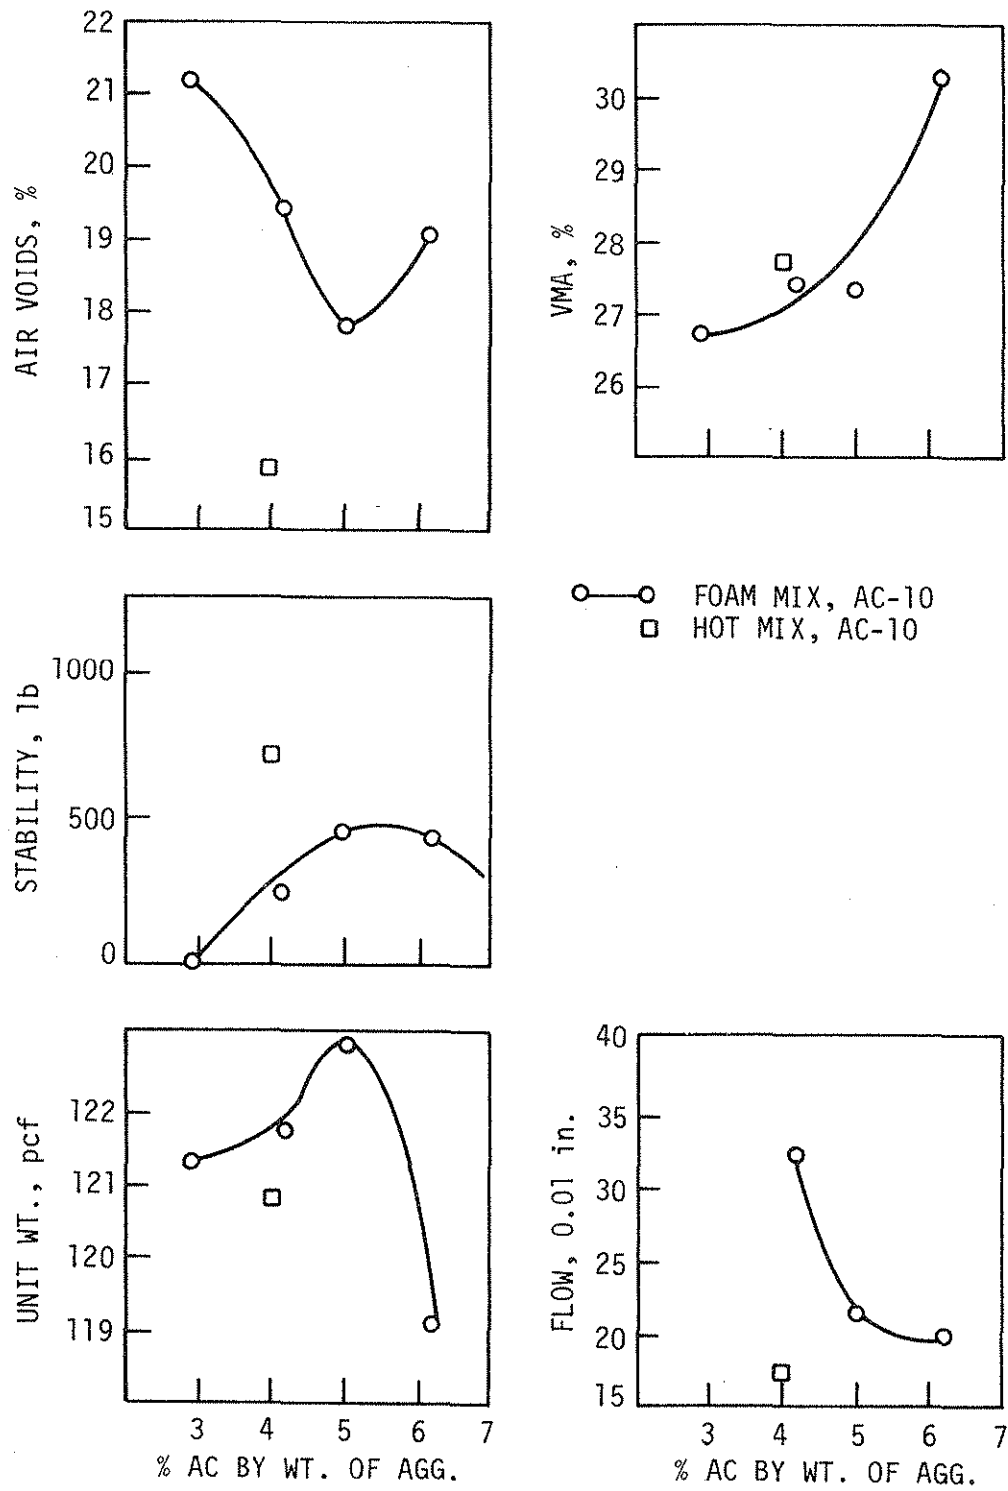 22
21
20
19
18
17
16
15
AIR VOIDS, %
30
29
28
27
26
VMA, %
FOAM MIX, AC-10
HOT MIX, AC-10
1000
500
0
STABILITY, lb
122
121
120
119
UNIT WT., pcf
3 4 5 6 7
% AC BY WT. OF AGG.
40
35
30
25
20
15
FLOW, 0.01 in.
3 4 5 6 7
% AC BY WT. OF AGG.